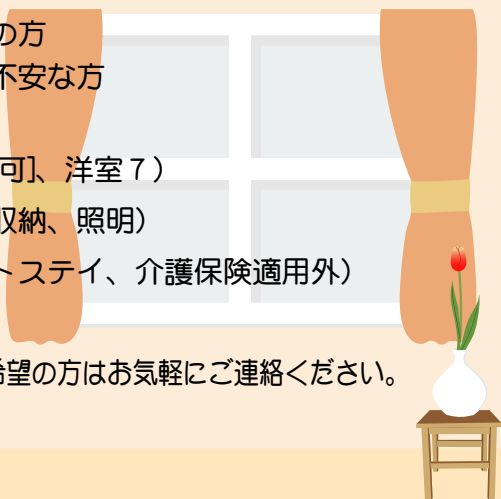 の方
不安な方
可]、洋室７）
収納、照明）
トステイ、介護保険適用外）
希望の方はお気軽にご連絡ください。